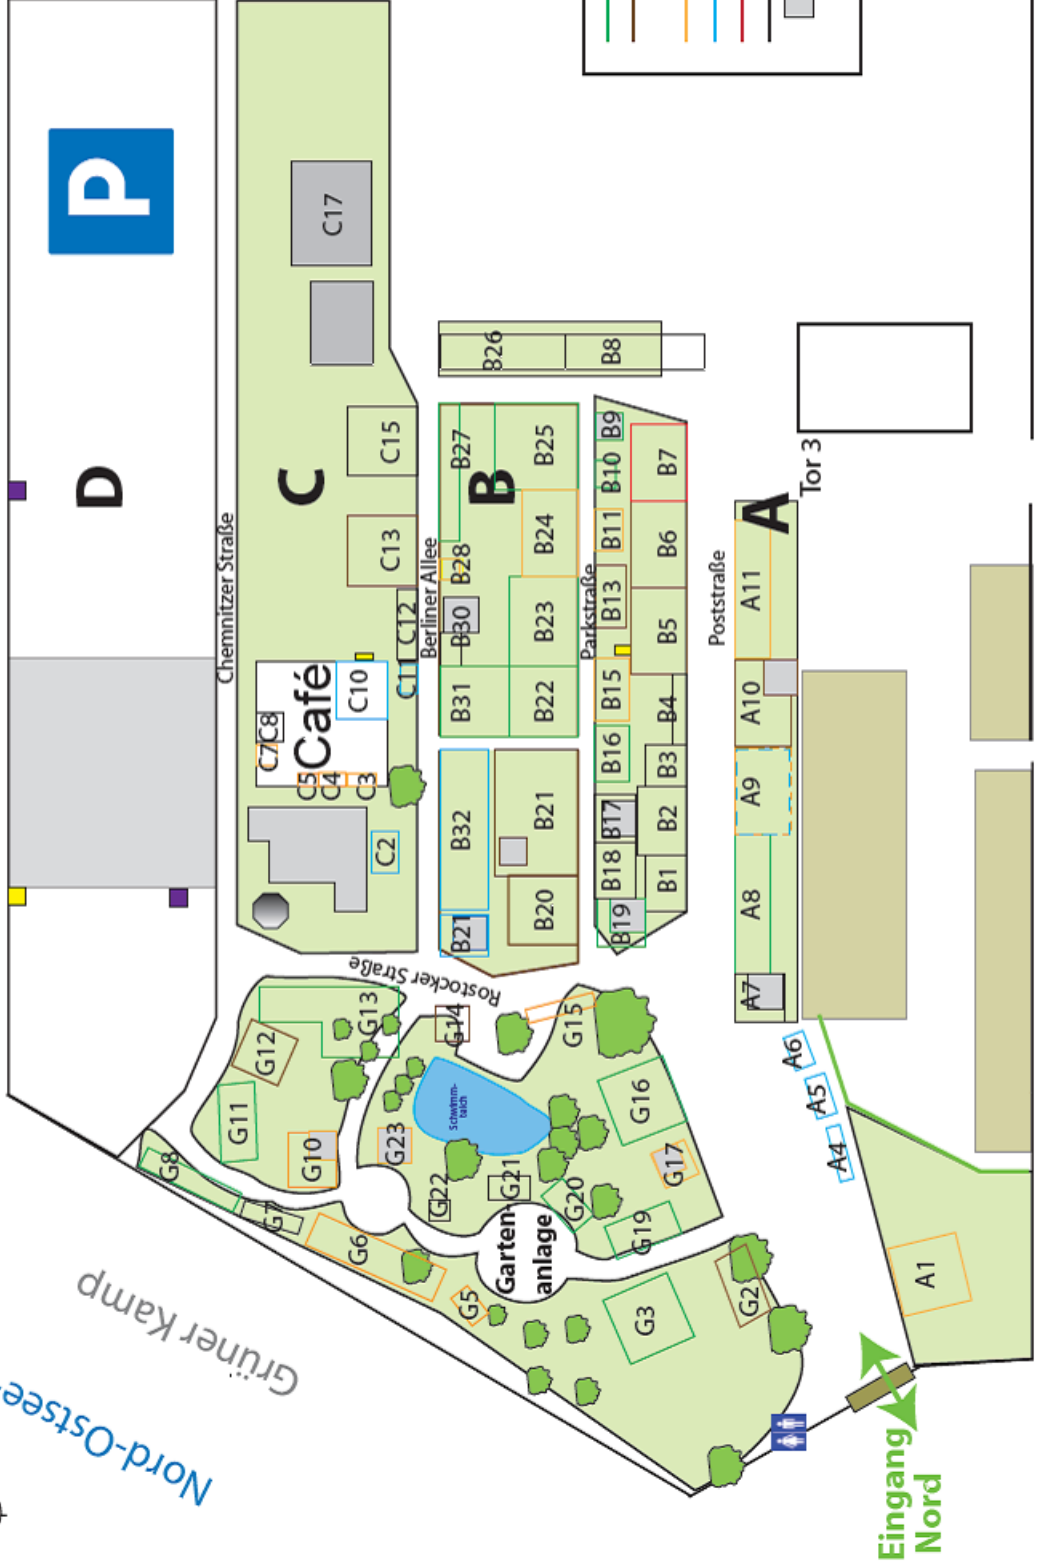 P
D
Chemnitzer Straße
C17
C15
C
C13
C12
C11
C10
Café
C8
C7
C5
C4
C3
C2
Berliner Allee
B26
B8
B27
B
B25
B28
B24
B30
B23
B31
B22
B32
B21
B21
B20
Parkstraße
B9
B10
B7
B11
B6
B13
B5
B15
B4
B16
B3
B17
B2
B18
B1
B19
Poststraße
Tor 3
A
A11
A10
A9
A8
A7
A6
A5
A4
A1
Rostocker Straße
G13
G12
G11
G10
G8
G7
G6
G5
G14
G15
Schwimm-
teich
G16
G23
G17
G22
G21
G20
G19
Garten-
anlage
G3
G2
Grüner Kamp
Nord-Ostsee-
Eingang
Nord